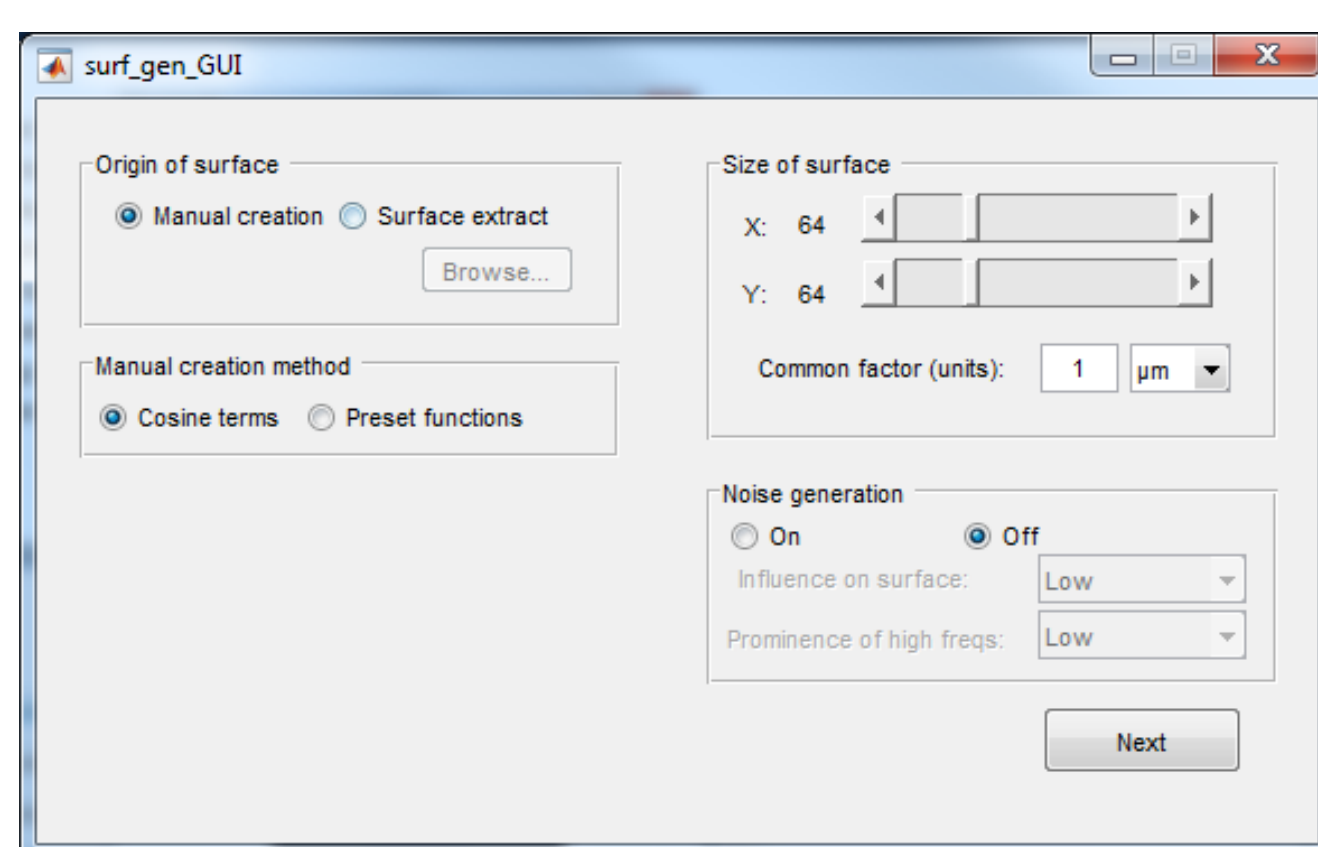 surf_gen_GUI
Origin of surface
Manual creation Surface extract
Browse...
Manual creation method
Cosine terms Preset functions
Size of surface
X: 64
Y: 64
Common factor (units): 1 µm
Noise generation
On Off
Influence on surface: Low
Prominence of high freqs: Low
Next